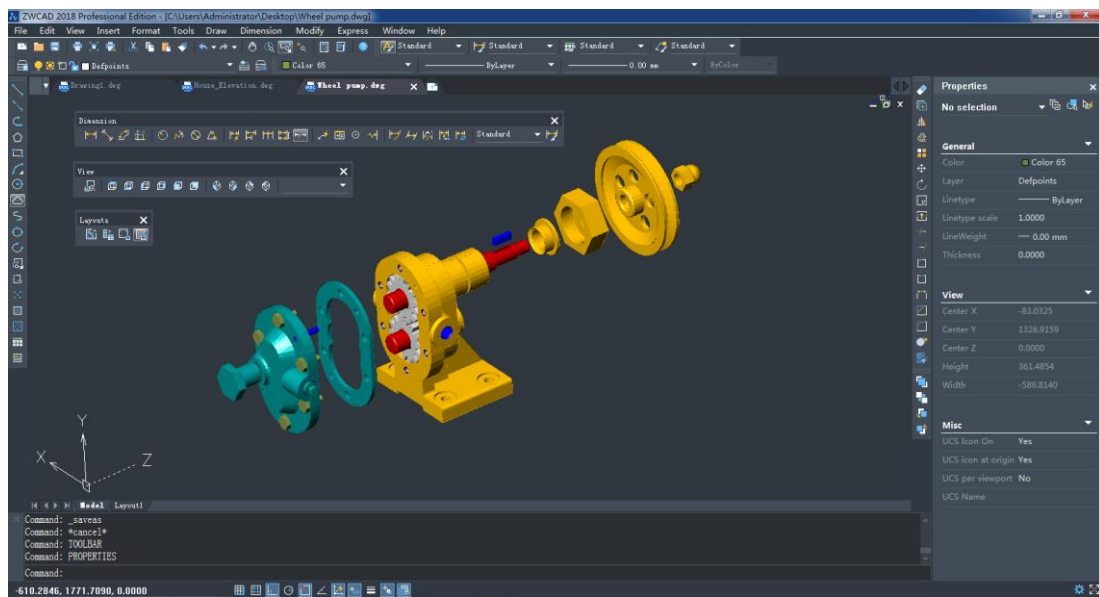 ZWCAD 2018 Professional Edition - [C:\Users\Administrator\Desktop\Wheel pump.dwg]
File Edit View Insert Format Tools Draw Dimension Modify Express Window Help
Standard Standard Standard Standard
Defpoints Color 65 ByLayer 0.00 mm ByColor
Drawing1.dwg House_Elevation.dwg Wheel pump.dwg
Properties
No selection
Dimension
Standard
View
Layouts
General
Color Color 65
Layer Defpoints
Linetype ByLayer
Linetype scale 1.0000
LineWeight 0.00 mm
Thickness 0.0000
View
Center X -83.0325
Center Y 1326.9159
Center Z 0.0000
Height 361.4854
Width -589.8140
Misc
UCS Icon On Yes
UCS icon at origin Yes
UCS per viewport No
UCS Name
Y
X
Z
Model Layout1
Command: _saveas
Command: *cancel*
Command: TOOLBAR
Command: PROPERTIES
Command:
-610.2846, 1771.7090, 0.0000